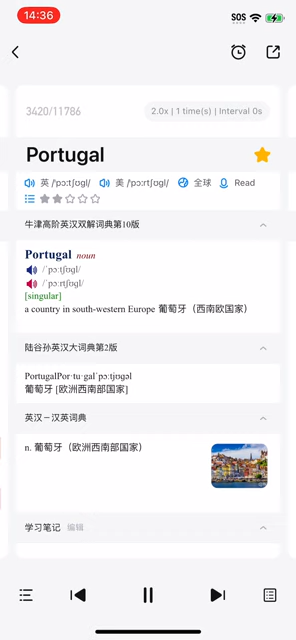 14:36
SOS
3420/11786
2.0x | 1 time(s) | Interval 0s
Portugal
英 /ˈpɔːtʃʊɡl/ 美 /ˈpɔːrtʃʊɡl/ 全球 Read
牛津高阶英汉双解词典第10版
Portugal noun
/ˈpɔːtʃʊɡl/
/ˈpɔːrtʃʊɡl/
[singular]
a country in south-western Europe 葡萄牙（西南欧国家）
陆谷孙英汉大词典第2版
PortugalPor·tu·galˈpɔːtjʊɡəl
葡萄牙 [欧洲西南部国家]
英汉－汉英词典
n. 葡萄牙（欧洲西南部国家）
学习笔记 编辑